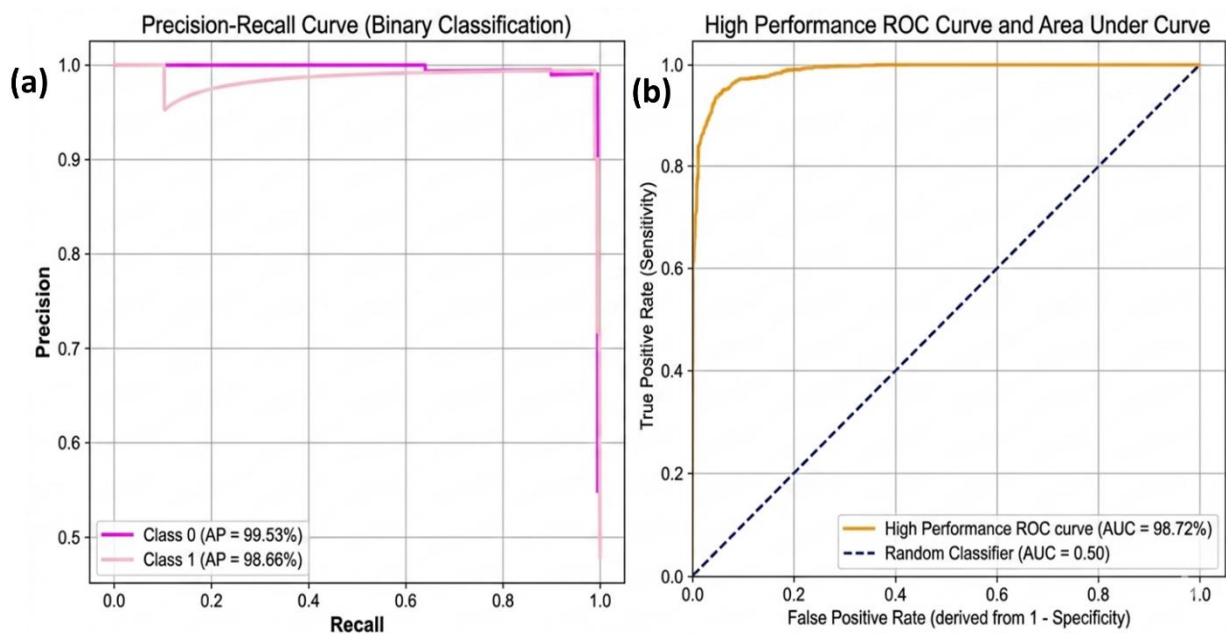 (a)
Precision-Recall Curve (Binary Classification)
Precision
1.0
0.9
0.8
0.7
0.6
0.5
Class 0 (AP = 99.53%)
Class 1 (AP = 98.66%)
0.0 0.2 0.4 0.6 0.8 1.0
Recall
(b)
High Performance ROC Curve and Area Under Curve
True Positive Rate (Sensitivity)
1.0
0.8
0.6
0.4
0.2
0.0
High Performance ROC curve (AUC = 98.72%)
Random Classifier (AUC = 0.50)
0.0 0.2 0.4 0.6 0.8 1.0
False Positive Rate (derived from 1 - Specificity)